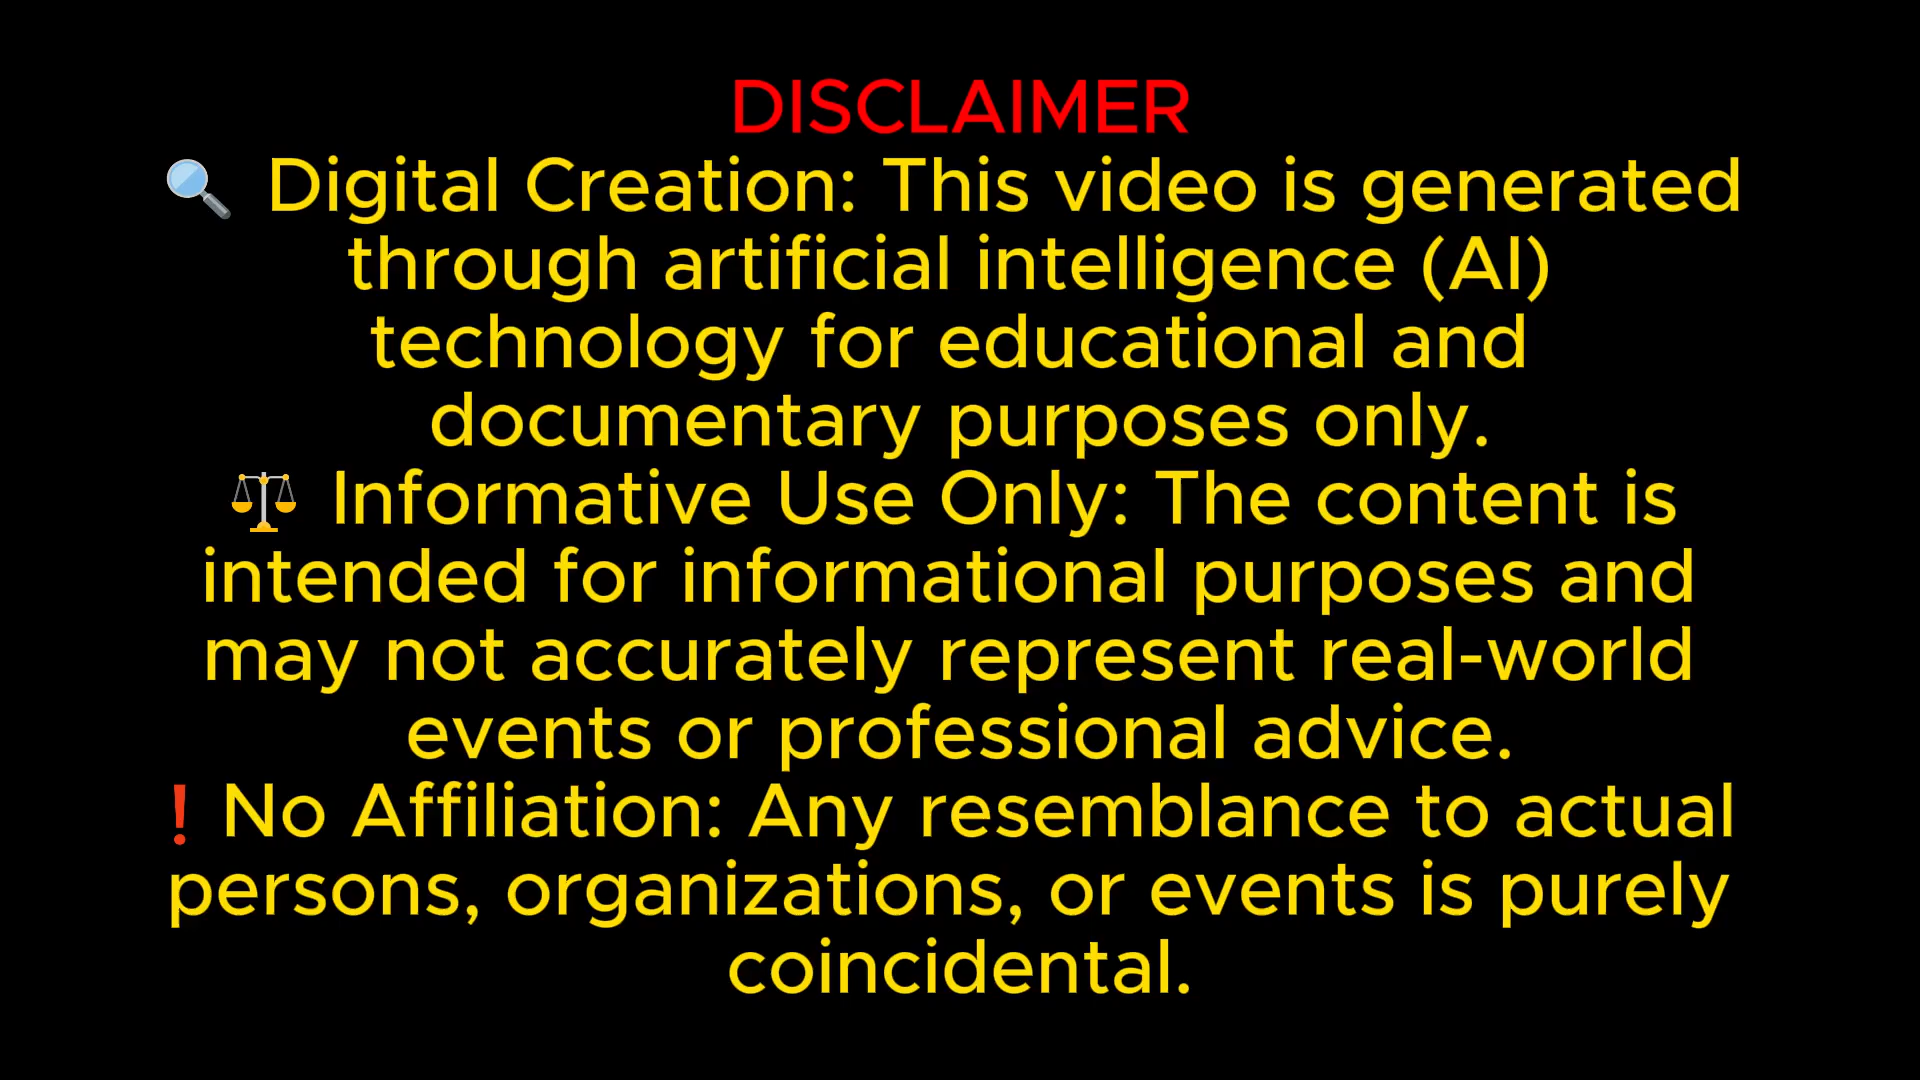 DISCLAIMER
🔍 Digital Creation: This video is generated
through artificial intelligence (AI)
technology for educational and
documentary purposes only.
⚖️ Informative Use Only: The content is
intended for informational purposes and
may not accurately represent real-world
events or professional advice.
❗ No Affiliation: Any resemblance to actual
persons, organizations, or events is purely
coincidental.